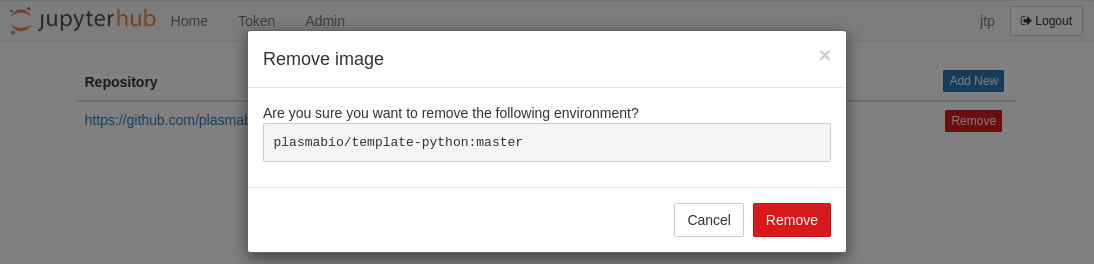 jupyterhub Home Token Admin jtp Logout
Remove image ×
Repository Add New
Are you sure you want to remove the following environment?
https://github.com/plasmab Remove
plasmabio/template-python:master
Cancel Remove